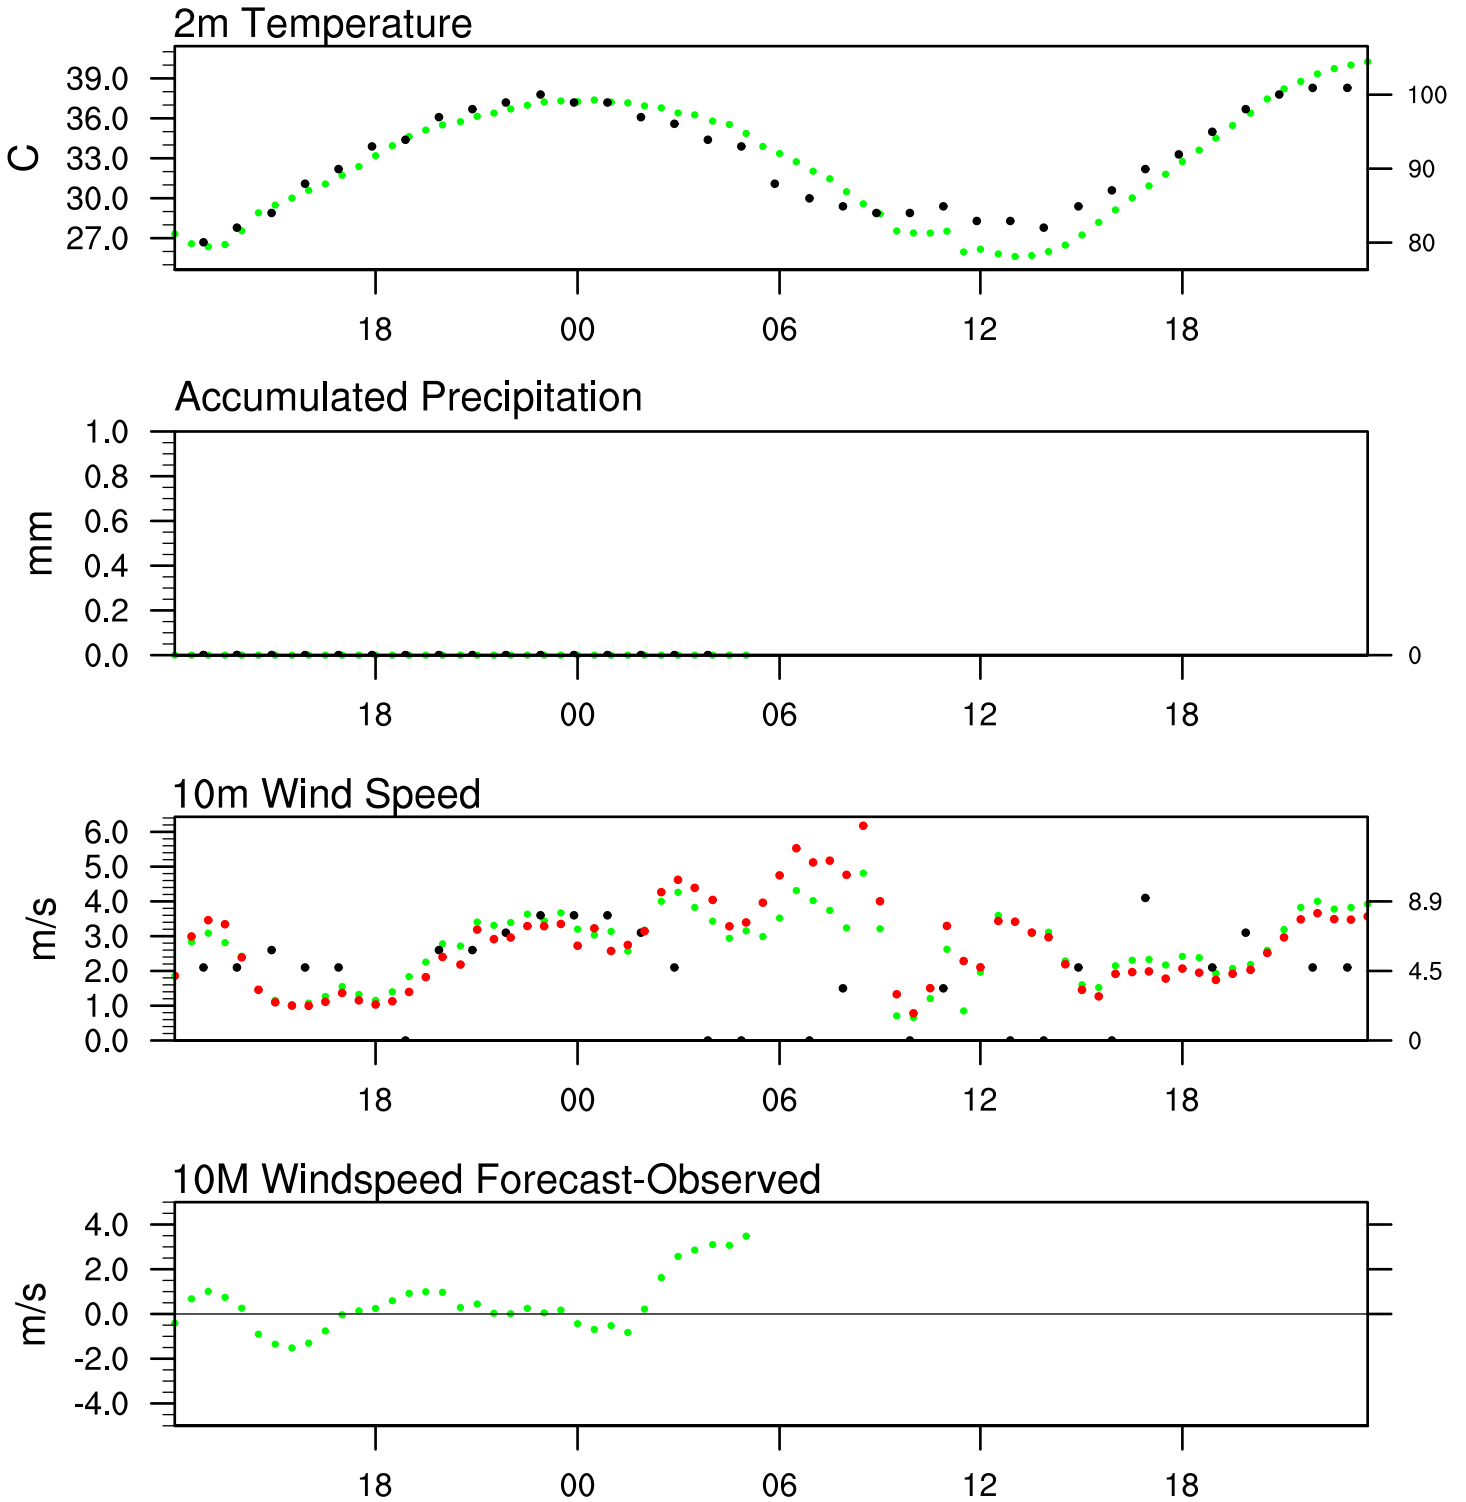 2m Temperature
39.0
36.0
33.0
30.0
27.0
C
100
90
80
18 00 06 12 18
Accumulated Precipitation
1.0
0.8
0.6
0.4
0.2
0.0
mm
0
18 00 06 12 18
10m Wind Speed
6.0
5.0
4.0
3.0
2.0
1.0
0.0
m/s
8.9
4.5
0
18 00 06 12 18
10M Windspeed Forecast-Observed
4.0
2.0
0.0
-2.0
-4.0
m/s
18 00 06 12 18